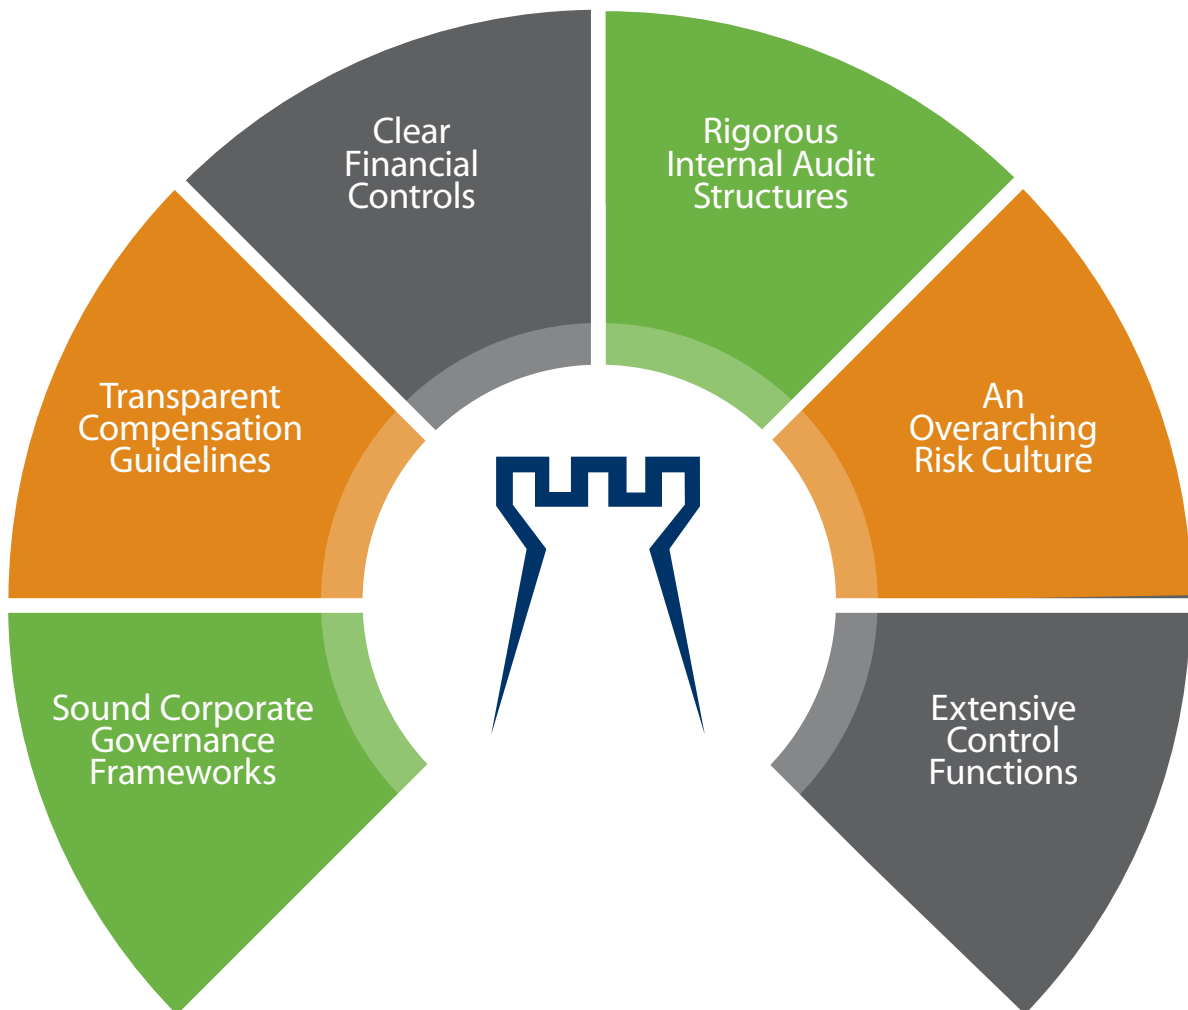 Clear
Financial
Controls
Rigorous
Internal Audit
Structures
Transparent
Compensation
Guidelines
An
Overarching
Risk Culture
Sound Corporate
Governance
Frameworks
Extensive
Control
Functions